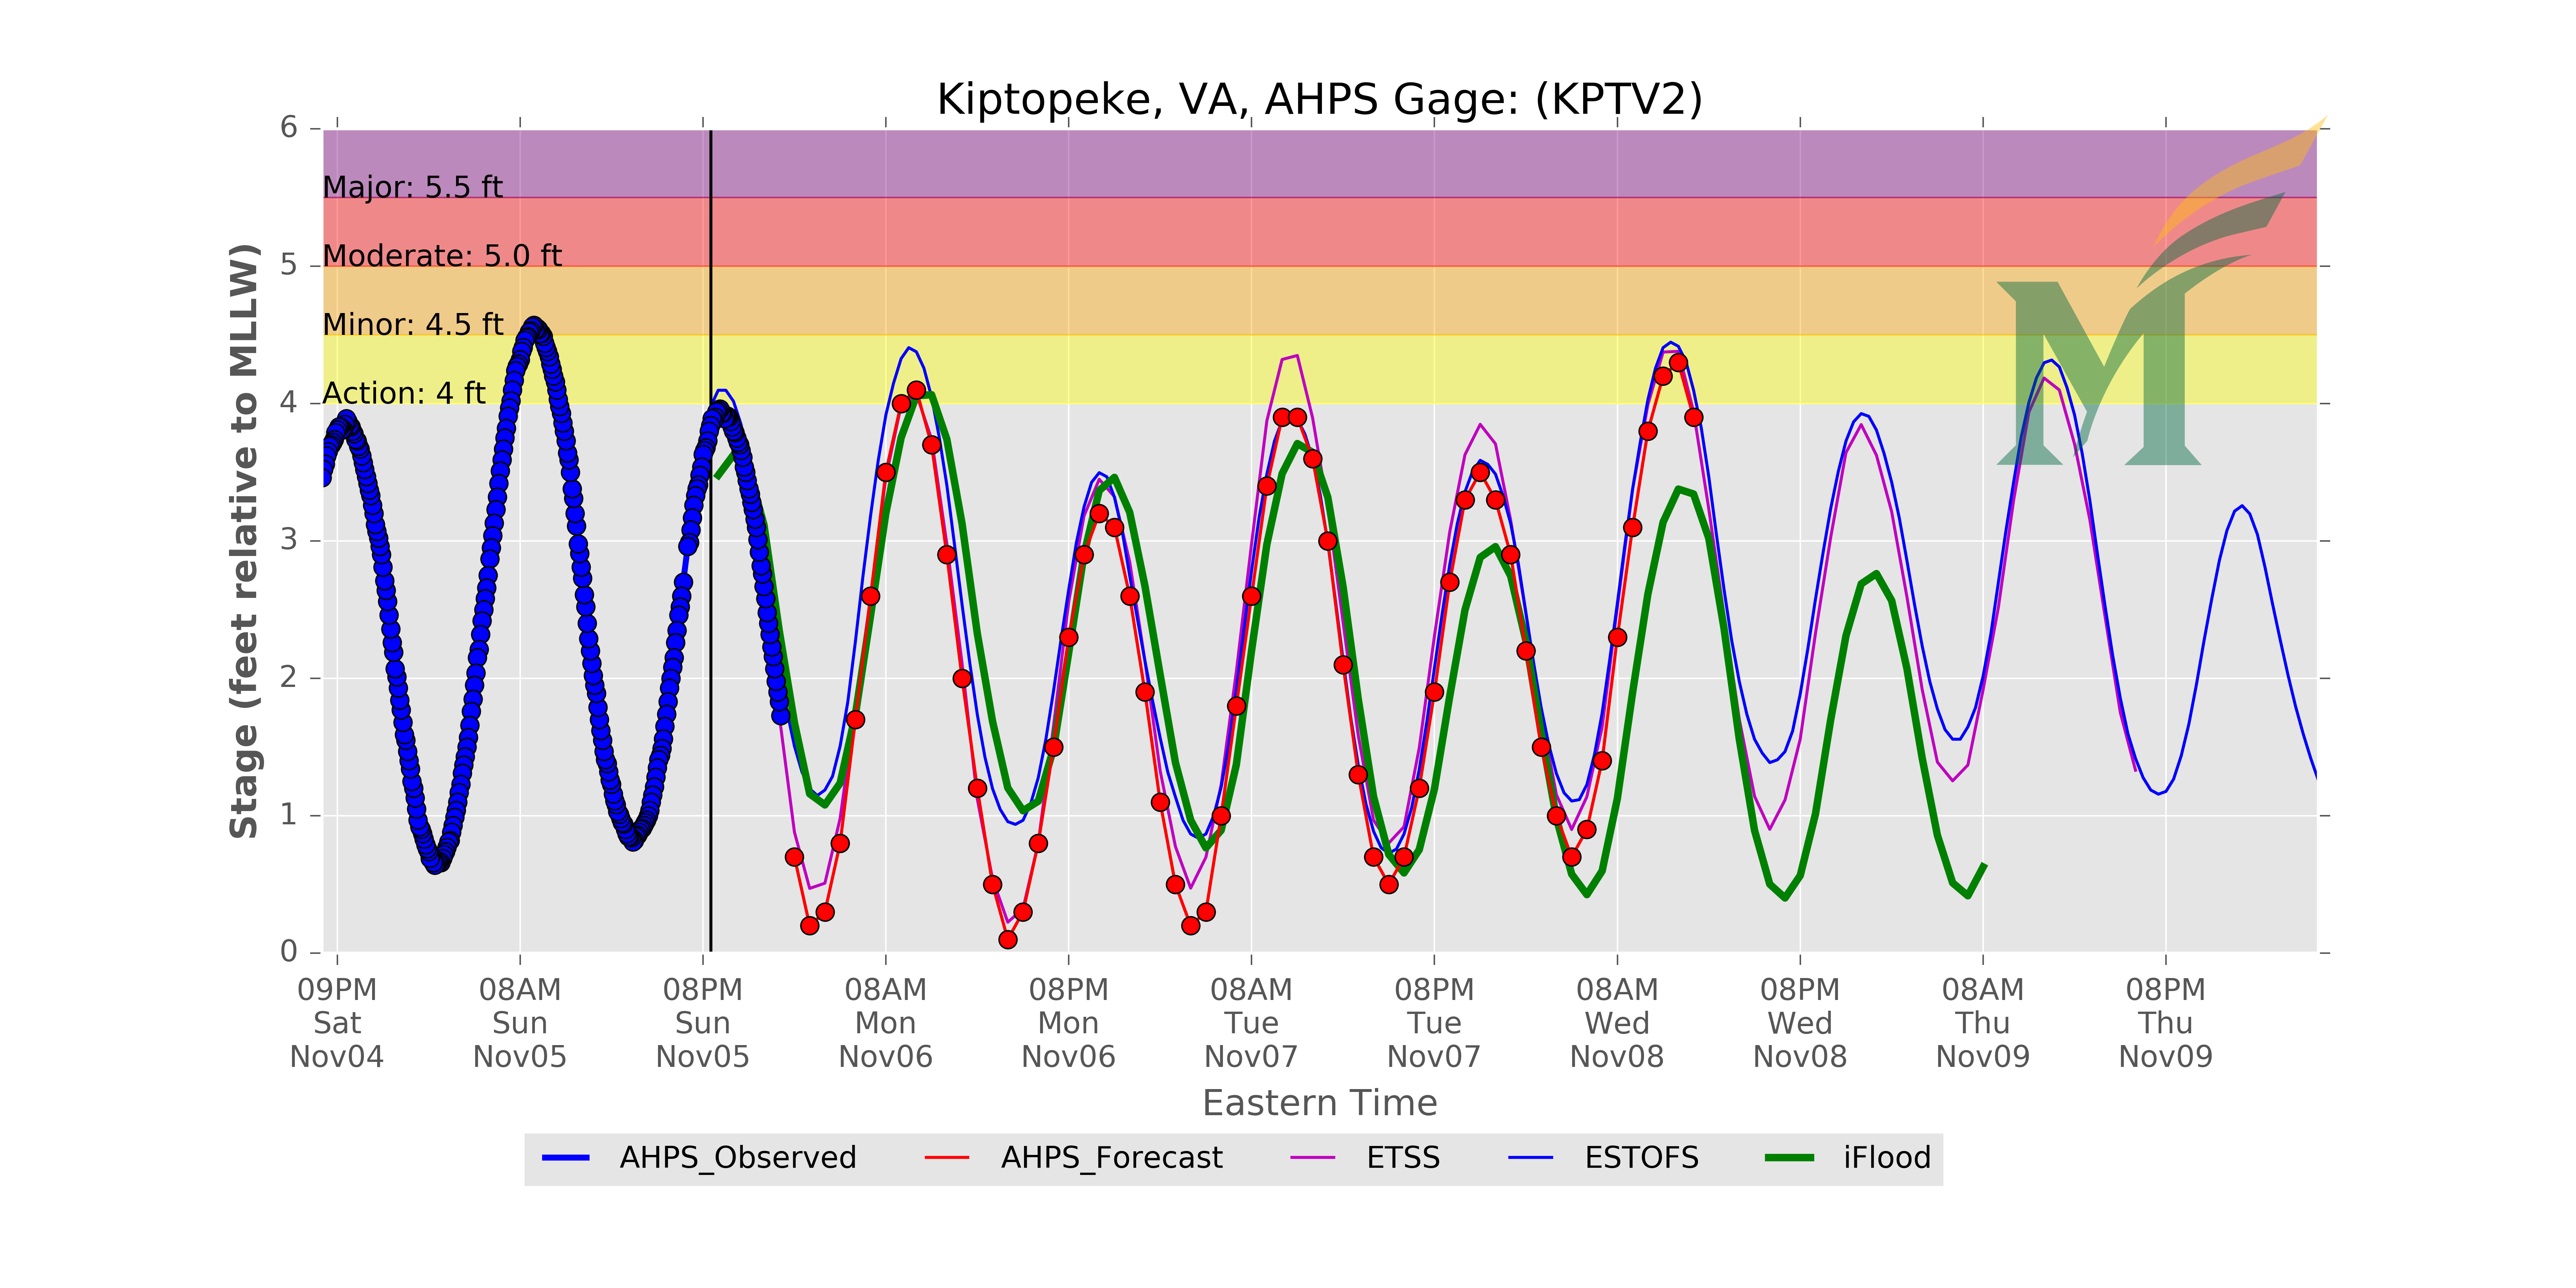 Kiptopeke, VA, AHPS Gage: (KPTV2)
6
Major: 5.5 ft
Moderate: 5.0 ft
5
Minor: 4.5 ft
Action: 4 ft
4
3
2
1
0
Stage (feet relative to MLLW)
M
09PM 08AM 08PM 08AM 08PM 08AM 08PM 08AM 08PM 08AM 08PM
Sat Sun Sun Mon Mon Tue Tue Wed Wed Thu Thu
Nov04 Nov05 Nov05 Nov06 Nov06 Nov07 Nov07 Nov08 Nov08 Nov09 Nov09
Eastern Time
AHPS_Observed AHPS_Forecast ETSS ESTOFS iFlood